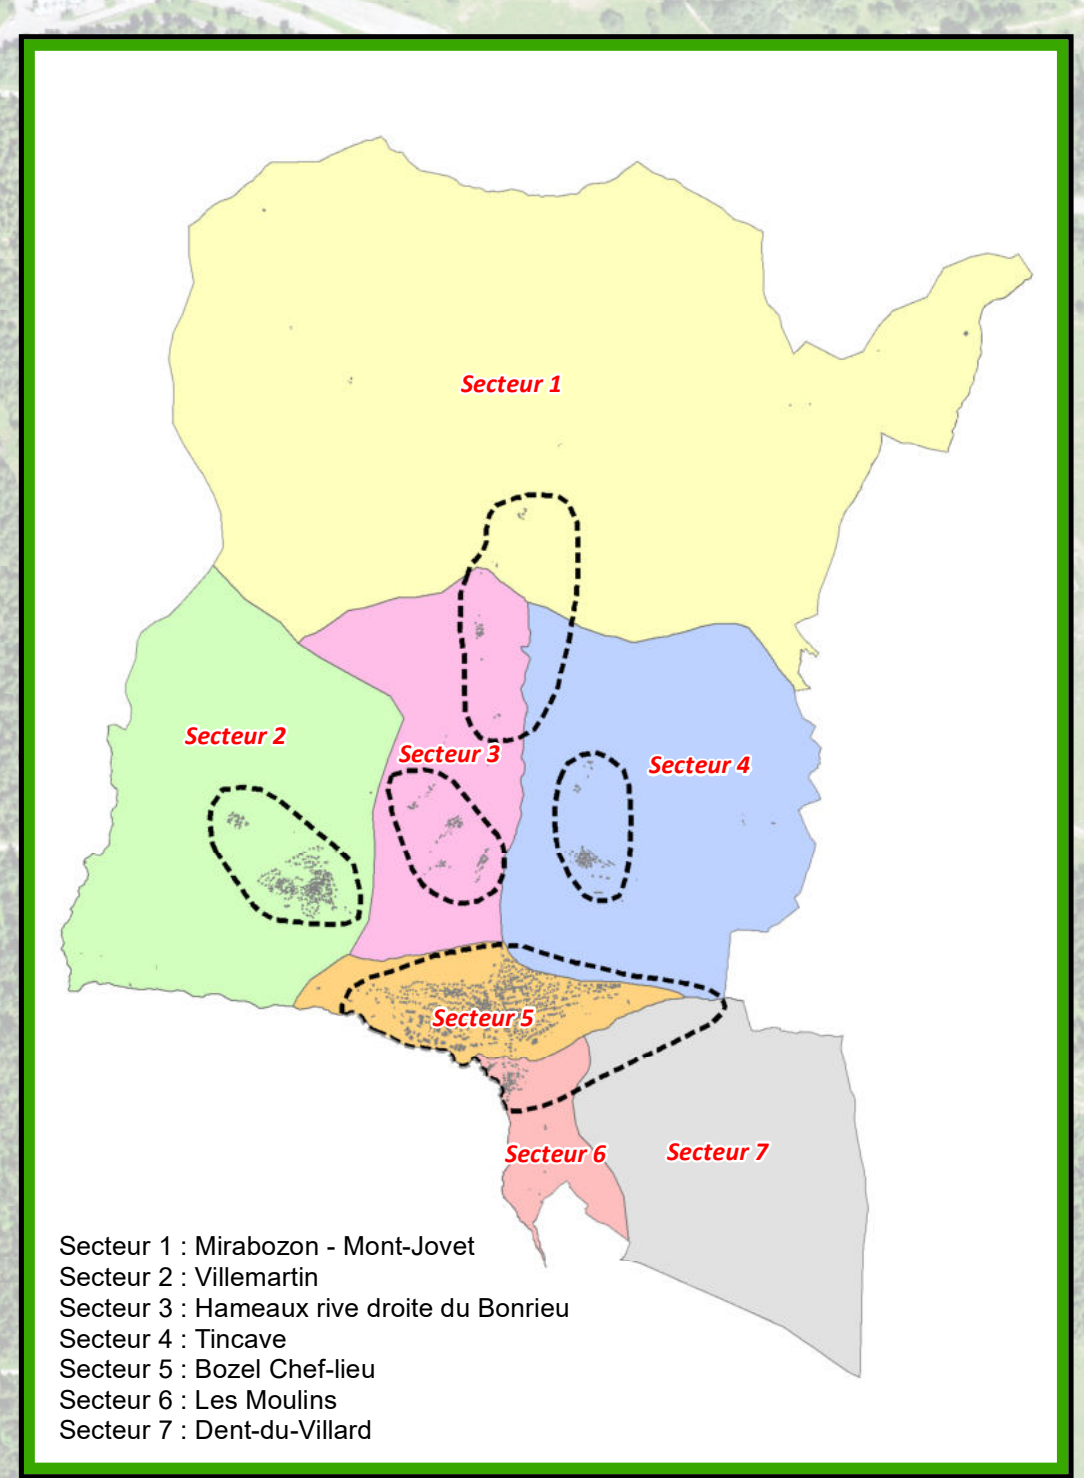 Secteur 1
Secteur 2
Secteur 3
Secteur 4
Secteur 5
Secteur 6
Secteur 7
Secteur 1 : Mirabozon - Mont-Jovet
Secteur 2 : Villemartin
Secteur 3 : Hameaux rive droite du Bonrieu
Secteur 4 : Tincave
Secteur 5 : Bozel Chef-lieu
Secteur 6 : Les Moulins
Secteur 7 : Dent-du-Villard